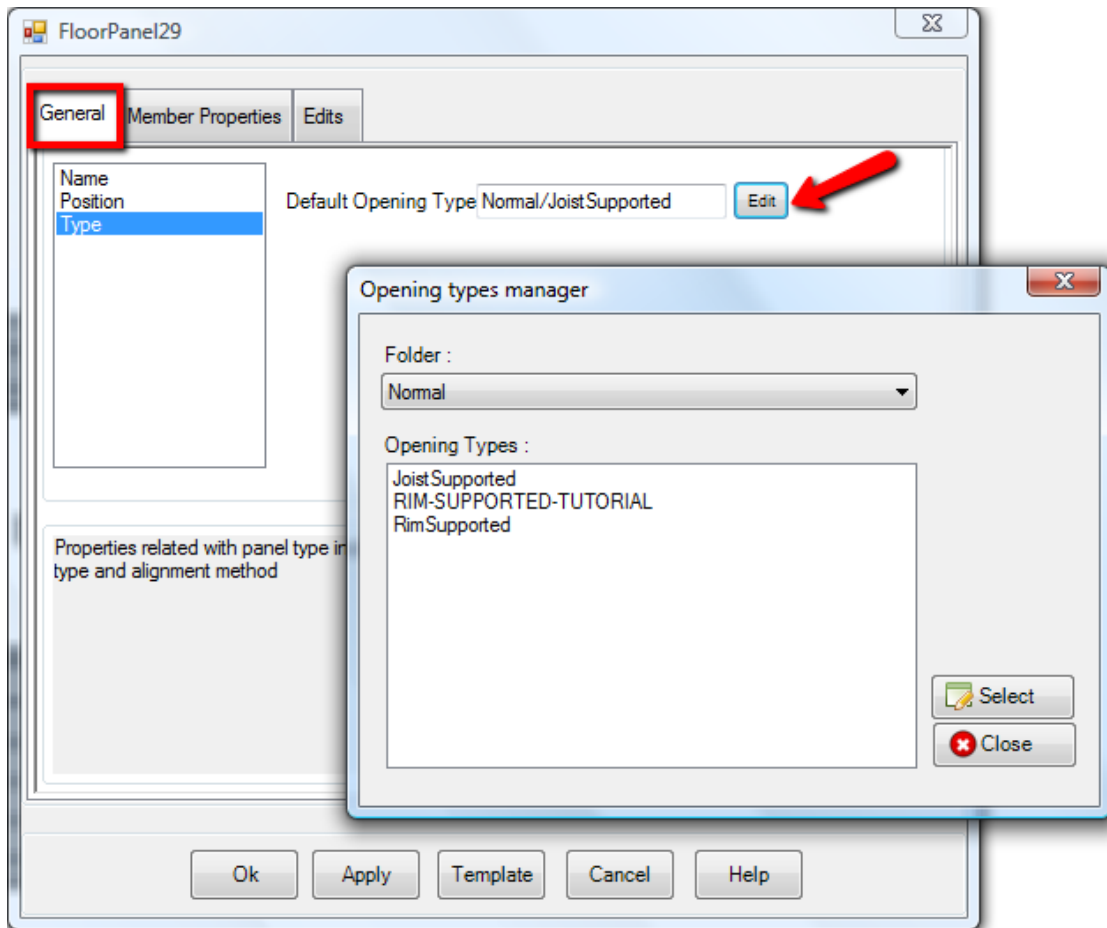 FloorPanel29
General Member Properties Edits
Name
Position
Type
Default Opening Type Normal/JoistSupported Edit
Opening types manager
Folder :
Normal
Opening Types :
JoistSupported
RIM-SUPPORTED-TUTORIAL
RimSupported
Properties related with panel type
type and alignment method
Select
Close
Ok Apply Template Cancel Help